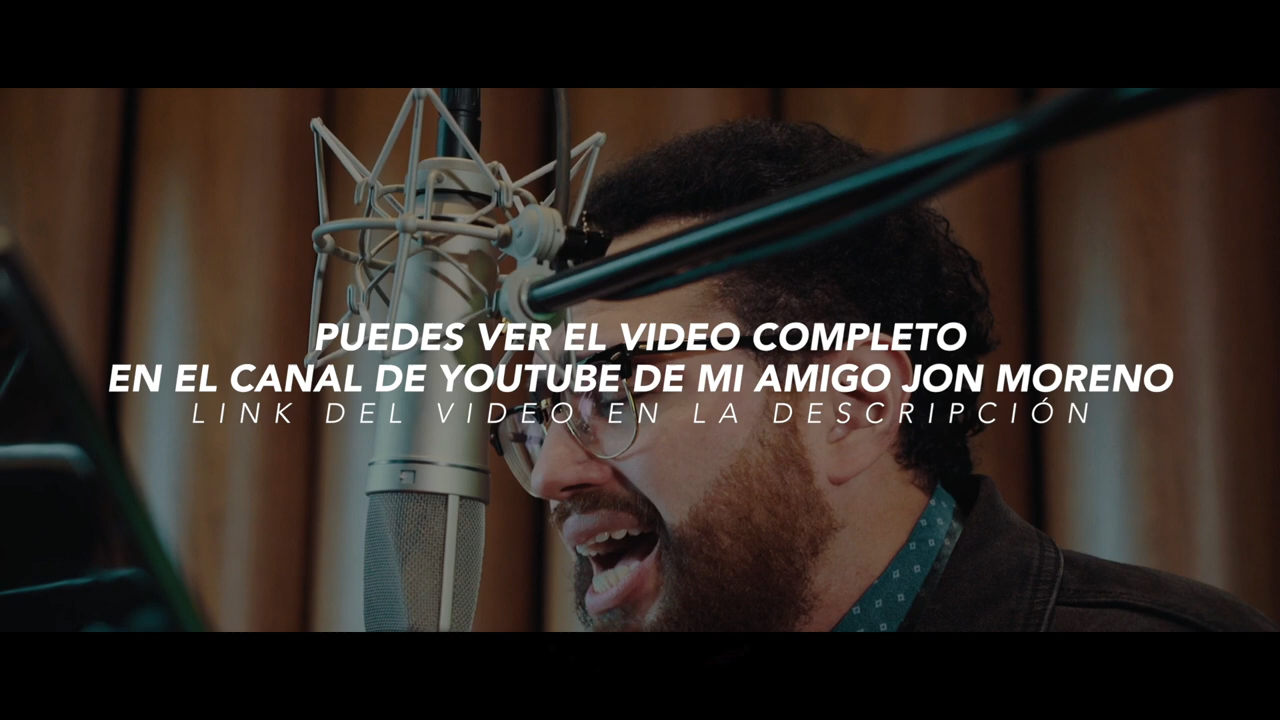 PUEDES VER EL VIDEO COMPLETO
EN EL CANAL DE YOUTUBE DE MI AMIGO JON MORENO
LINK DEL VIDEO EN LA DESCRIPCIÓN